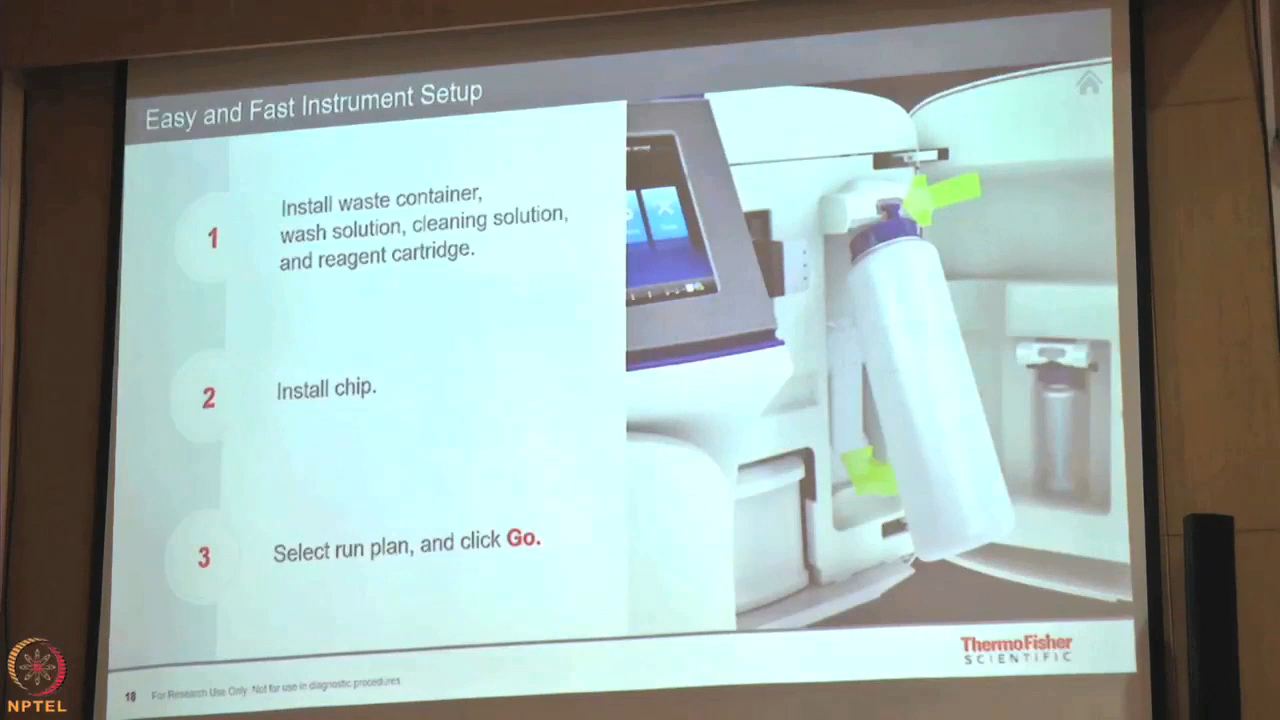 Easy and Fast Instrument Setup
1
Install waste container,
wash solution, cleaning solution,
and reagent cartridge.
2
Install chip.
3
Select run plan, and click Go.
ThermoFisher
SCIENTIFIC
18
For Research Use Only. Not for use in diagnostic procedures.
NPTEL